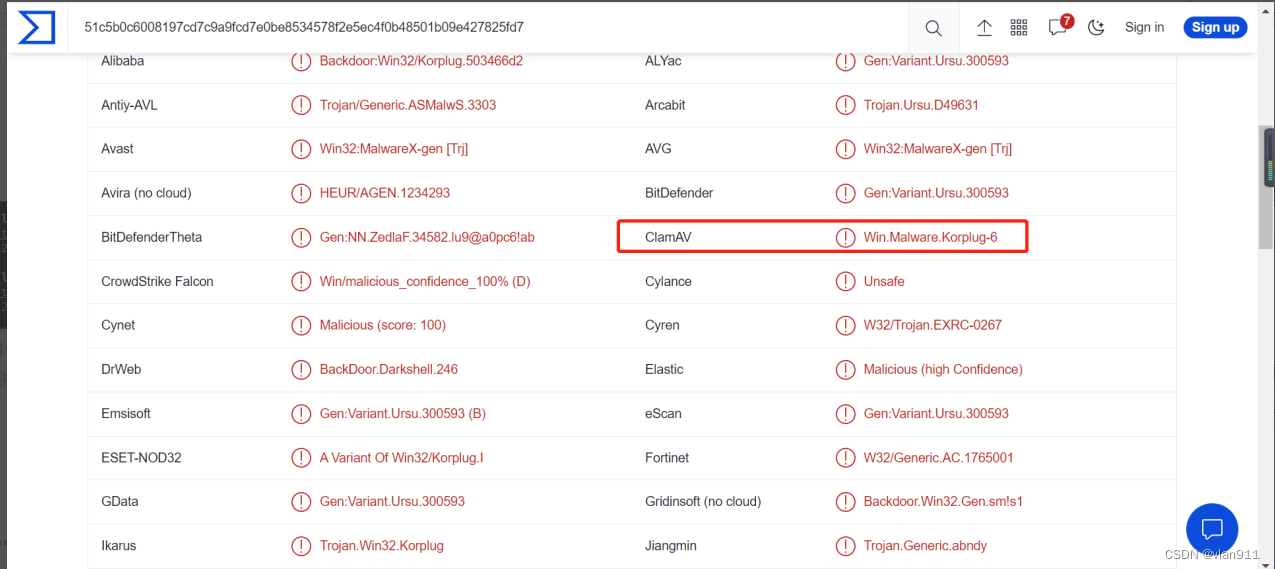 51c5b0c6008197cd7c9a9fcd7e0be8534578f2e5ec4f0b48501b09e427825fd7 7 Sign in Sign up
Alibaba Backdoor:Win32/Korplug.503466d2 ALYac Gen:Variant.Ursu.300593
Antiy-AVL Trojan/Generic.ASMalwS.3303 Arcabit Trojan.Ursu.D49631
Avast Win32:MalwareX-gen [Trj] AVG Win32:MalwareX-gen [Trj]
Avira (no cloud) HEUR/AGEN.1234293 BitDefender Gen:Variant.Ursu.300593
BitDefenderTheta Gen:NN.ZedlaF.34582.lu9@a0pc6!ab ClamAV Win.Malware.Korplug-6
CrowdStrike Falcon Win/malicious_confidence_100% (D) Cylance Unsafe
Cynet Malicious (score: 100) Cyren W32/Trojan.EXRC-0267
DrWeb BackDoor.Darkshell.246 Elastic Malicious (high Confidence)
Emsisoft Gen:Variant.Ursu.300593 (B) eScan Gen:Variant.Ursu.300593
ESET-NOD32 A Variant Of Win32/Korplug.I Fortinet W32/Generic.AC.1765001
GData Gen:Variant.Ursu.300593 Gridinsoft (no cloud) Backdoor.Win32.Gen.sm!s1
Ikarus Trojan.Win32.Korplug Jiangmin Trojan.Generic.abndy
CSDN @vlan911